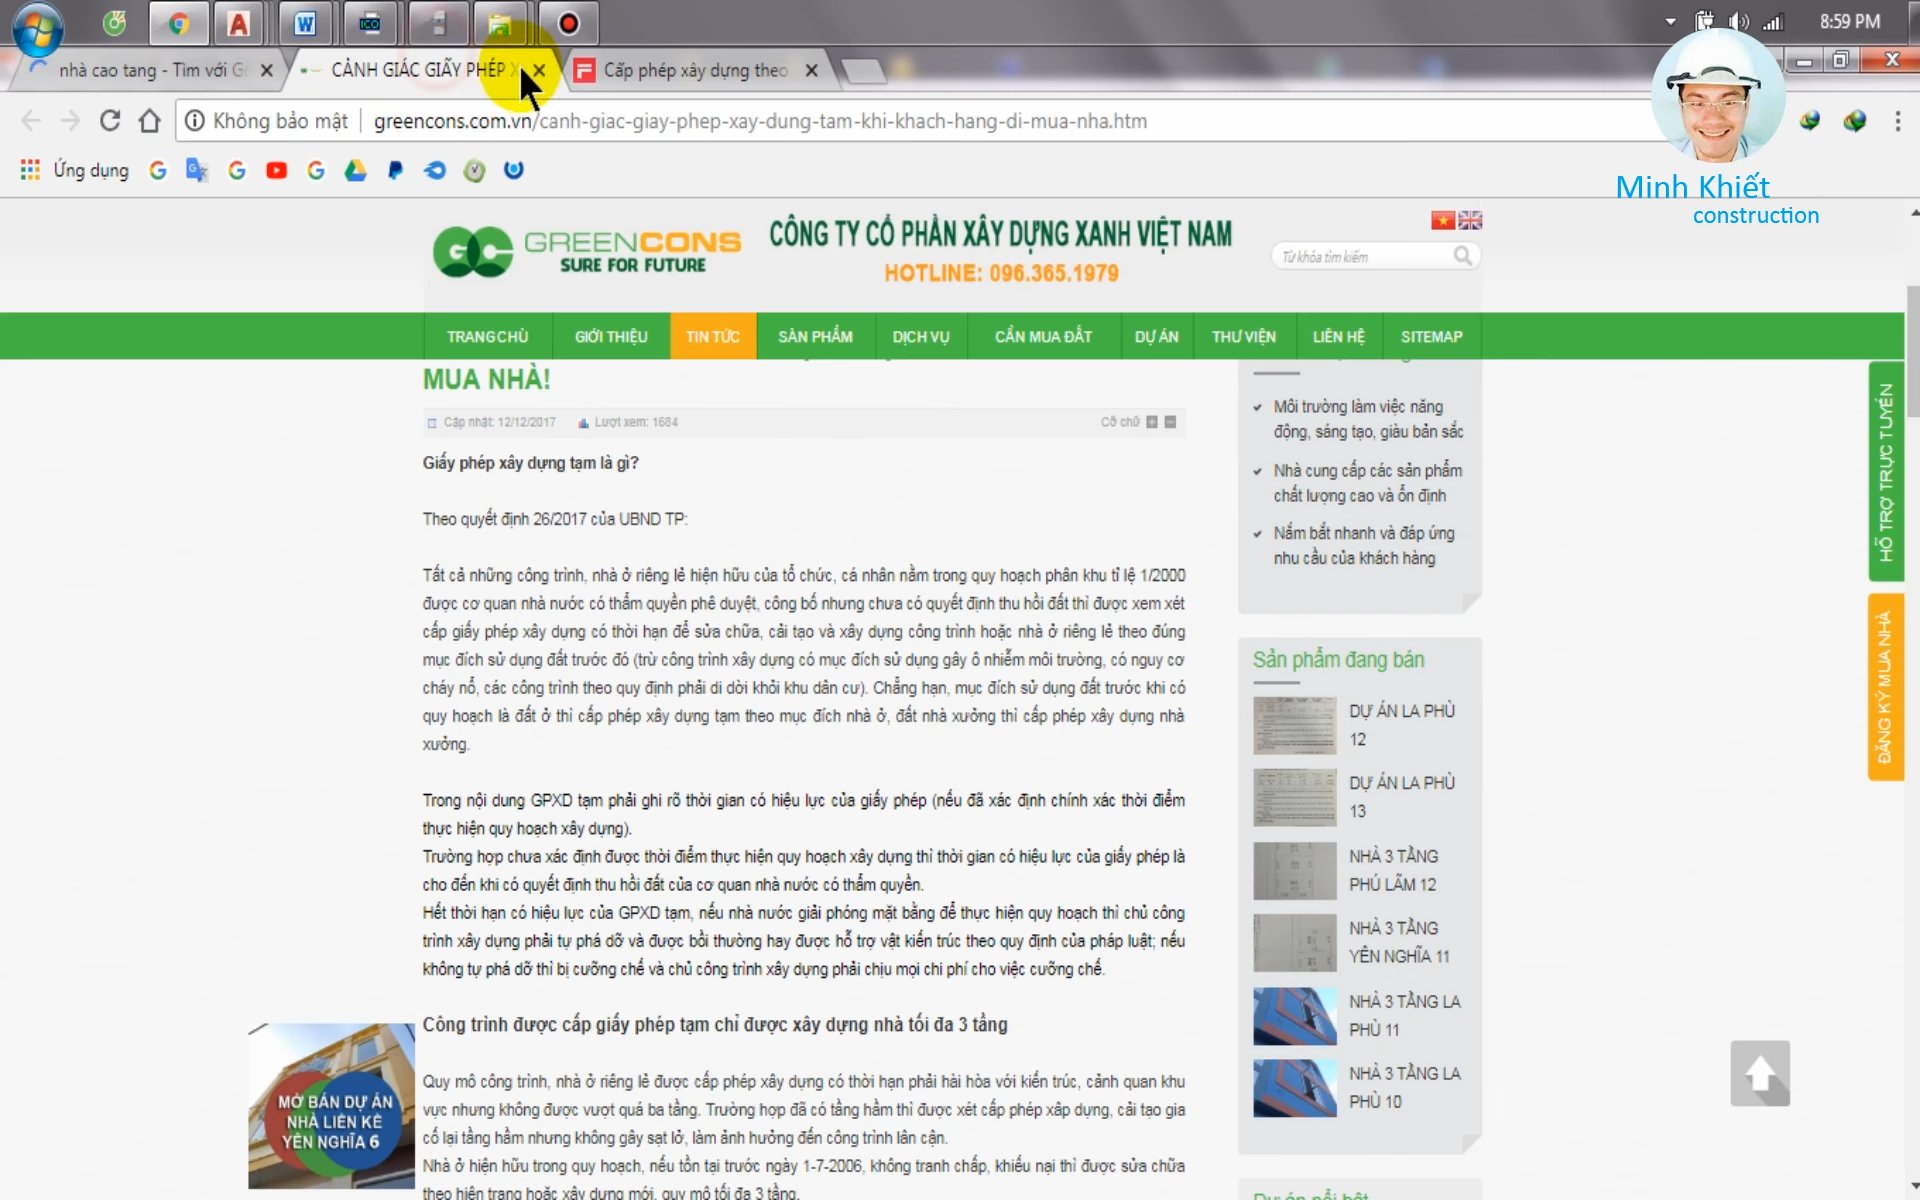 8:59 PM
nhà cao tang - Tìm với G
CẢNH GIÁC GIẤY PHÉP X
Cấp phép xây dựng theo
Không bảo mật
greencons.com.vn/canh-giac-giay-phep-xay-dung-tam-khi-khach-hang-di-mua-nha.htm
Ứng dụng
Minh Khiết
construction
GREENCONS
SURE FOR FUTURE
CÔNG TY CỔ PHẦN XÂY DỰNG XANH VIỆT NAM
HOTLINE: 096.365.1979
Từ khóa tìm kiếm
TRANG CHỦ
GIỚI THIỆU
TIN TỨC
SẢN PHẨM
DỊCH VỤ
CẦN MUA ĐẤT
DỰ ÁN
THƯ VIỆN
LIÊN HỆ
SITEMAP
MUA NHÀ!
Cập nhật: 12/12/2017
Lượt xem: 1684
Cỡ chữ
Giấy phép xây dựng tạm là gì?
Theo quyết định 26/2017 của UBND TP:
Tất cả những công trình, nhà ở riêng lẻ hiện hữu của tổ chức, cá nhân nằm trong quy hoạch phân khu tỉ lệ 1/2000
được cơ quan nhà nước có thẩm quyền phê duyệt, công bố nhưng chưa có quyết định thu hồi đất thì được xem xét
cấp giấy phép xây dựng có thời hạn để sửa chữa, cải tạo và xây dựng công trình hoặc nhà ở riêng lẻ theo đúng
mục đích sử dụng đất trước đó (trừ công trình xây dựng có mục đích sử dụng gây ô nhiễm môi trường, có nguy cơ
cháy nổ, các công trình theo quy định phải di dời khỏi khu dân cư). Chẳng hạn, mục đích sử dụng đất trước khi có
quy hoạch là đất ở thì cấp phép xây dựng tạm theo mục đích nhà ở, đất nhà xưởng thì cấp phép xây dựng nhà
xưởng.
Trong nội dung GPXD tạm phải ghi rõ thời gian có hiệu lực của giấy phép (nếu đã xác định chính xác thời điểm
thực hiện quy hoạch xây dựng).
Trường hợp chưa xác định được thời điểm thực hiện quy hoạch xây dựng thì thời gian có hiệu lực của giấy phép là
cho đến khi có quyết định thu hồi đất của cơ quan nhà nước có thẩm quyền.
Hết thời hạn có hiệu lực của GPXD tạm, nếu nhà nước giải phóng mặt bằng để thực hiện quy hoạch thì chủ công
trình xây dựng phải tự phá dỡ và được bồi thường hay được hỗ trợ vật kiến trúc theo quy định của pháp luật; nếu
không tự phá dỡ thì bị cưỡng chế và chủ công trình xây dựng phải chịu mọi chi phí cho việc cưỡng chế.
Công trình được cấp giấy phép tạm chỉ được xây dựng nhà tối đa 3 tầng
Quy mô công trình, nhà ở riêng lẻ được cấp phép xây dựng có thời hạn phải hài hòa với kiến trúc, cảnh quan khu
vực nhưng không được vượt quá ba tầng. Trường hợp đã có tầng hầm thì được xét cấp phép xâp dựng, cải tạo gia
cố lại tầng hầm nhưng không gây sạt lở, làm ảnh hưởng đến công trình lân cận.
Nhà ở hiện hữu trong quy hoạch, nếu tồn tại trước ngày 1-7-2006, không tranh chấp, khiếu nại thì được sửa chữa
theo hiện trạng hoặc xây dựng mới, quy mô tối đa 3 tầng.
Môi trường làm việc năng
động, sáng tạo, giàu bản sắc
Nhà cung cấp các sản phẩm
chất lượng cao và ổn định
Nắm bắt nhanh và đáp ứng
nhu cầu của khách hàng
Sản phẩm đang bán
DỰ ÁN LA PHÙ
12
DỰ ÁN LA PHÙ
13
NHÀ 3 TẦNG
PHÚ LÃM 12
NHÀ 3 TẦNG
YÊN NGHĨA 11
NHÀ 3 TẦNG LA
PHÙ 11
NHÀ 3 TẦNG LA
PHÙ 10
Dự án nổi bật
HỖ TRỢ TRỰC TUYẾN
ĐĂNG KÝ MUA NHÀ
MỞ BÁN DỰ ÁN
NHÀ LIÊN KẾ
YÊN NGHĨA 6